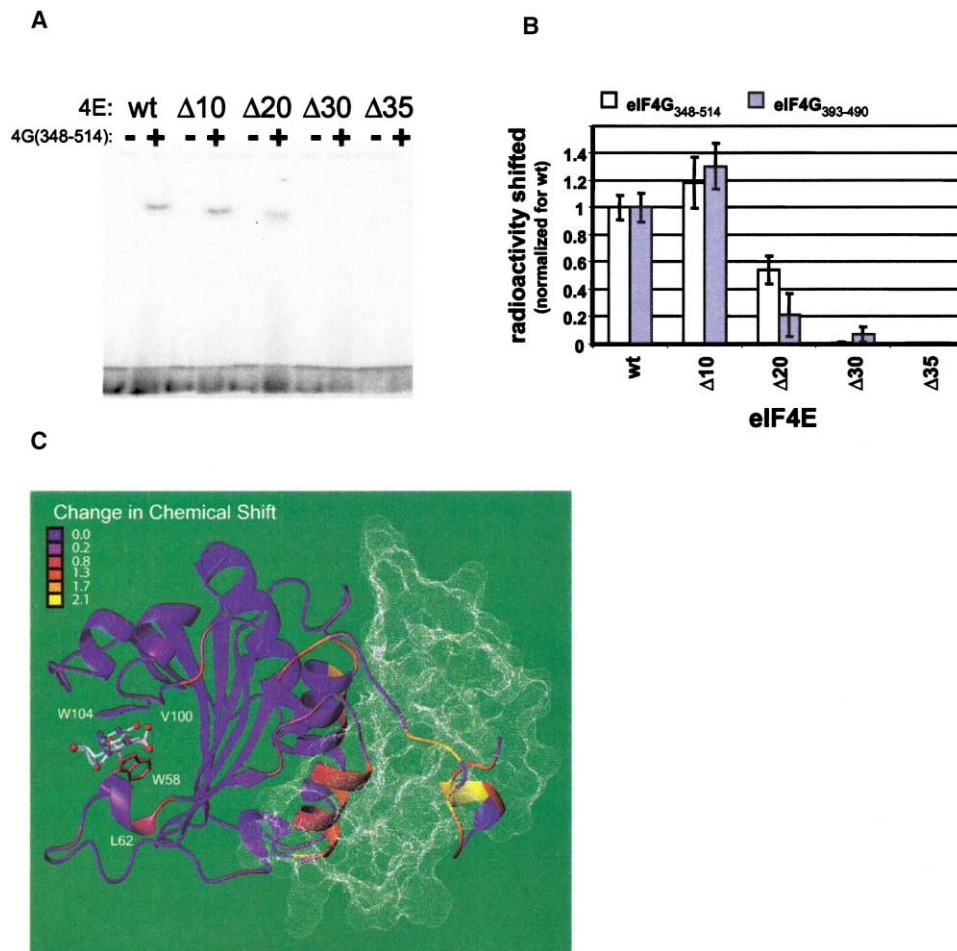 A
4E: wt Δ10 Δ20 Δ30 Δ35
4G(348-514): - + - + - + - + - +
B
eIF4G348-514 eIF4G393-490
radioactivity shifted
(normalized for wt)
1.4
1.2
1
0.8
0.6
0.4
0.2
0
wt Δ10 Δ20 Δ30 Δ35
eIF4E
C
Change in Chemical Shift
0.0
0.2
0.8
1.3
1.7
2.1
W104
V100
W58
L62